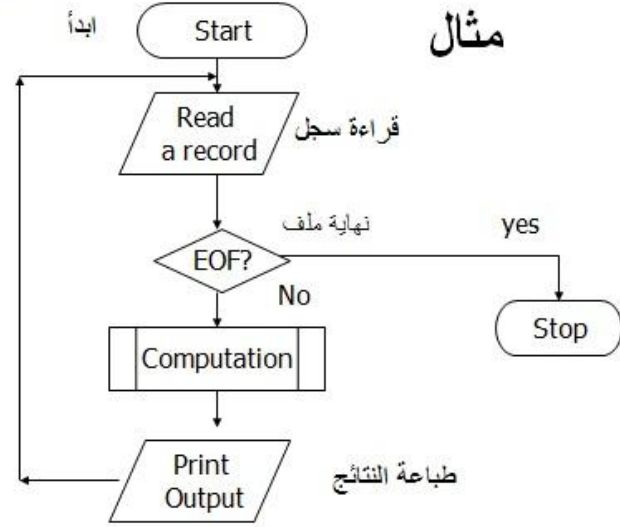 مثال
ابدأ
Start
Read
a record
قراءة سجل
نهاية ملف
yes
EOF?
No
Stop
Computation
Print
Output
طباعة النتائج